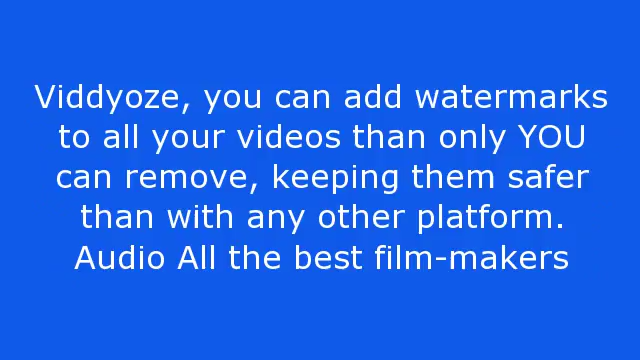 Viddyoze, you can add watermarks
to all your videos than only YOU
can remove, keeping them safer
than with any other platform.
Audio All the best film-makers